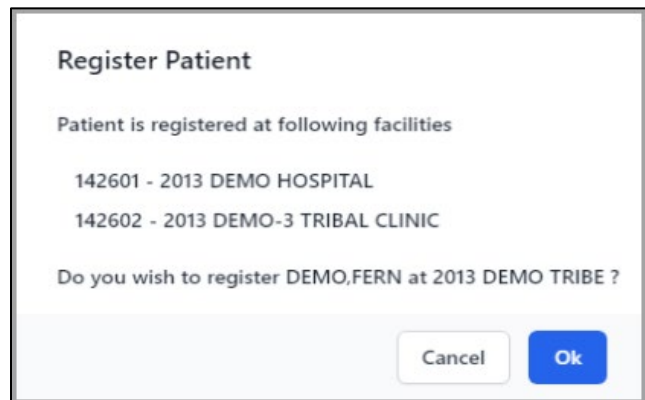 Register Patient
Patient is registered at following facilities
142601 - 2013 DEMO HOSPITAL
142602 - 2013 DEMO-3 TRIBAL CLINIC
Do you wish to register DEMO,FERN at 2013 DEMO TRIBE ?
Cancel Ok